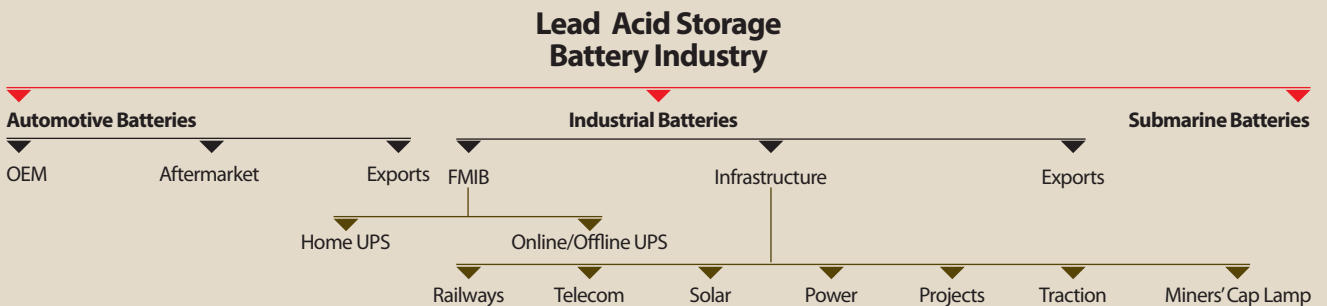 Lead Acid Storage
Battery Industry
Automotive Batteries Industrial Batteries Submarine Batteries
OEM Aftermarket Exports FMIB Infrastructure Exports
Home UPS Online/Offline UPS
Railways Telecom Solar Power Projects Traction Miners' Cap Lamp